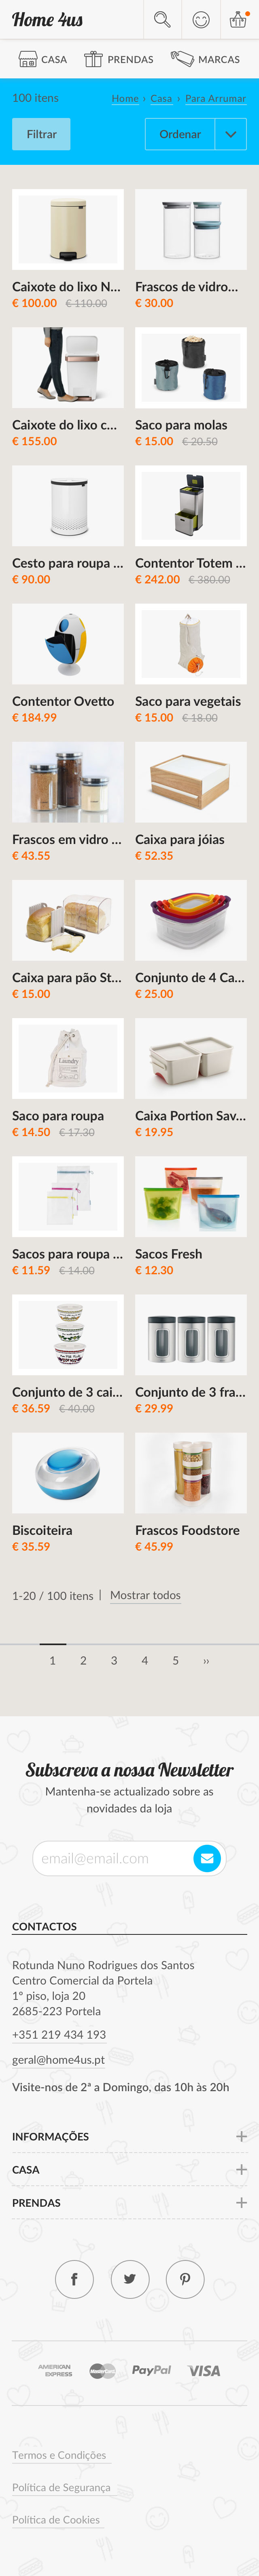 Home 4us
CASA PRENDAS MARCAS
100 itens Home › Casa › Para Arrumar
Filtrar Ordenar
Caixote do lixo N... Frascos de vidro...
€ 100.00 € 110.00 € 30.00
Caixote do lixo c... Saco para molas
€ 155.00 € 15.00 € 20.50
Cesto para roupa ... Contentor Totem ...
€ 90.00 € 242.00 € 380.00
Contentor Ovetto Saco para vegetais
€ 184.99 € 15.00 € 18.00
Frascos em vidro ... Caixa para jóias
€ 43.55 € 52.35
Caixa para pão St... Conjunto de 4 Ca...
€ 15.00 € 25.00
Laundry
Saco para roupa Caixa Portion Sav...
€ 14.50 € 17.30 € 19.95
Sacos para roupa ... Sacos Fresh
€ 11.59 € 14.00 € 12.30
Conjunto de 3 cai... Conjunto de 3 fra...
€ 36.59 € 40.00 € 29.99
Biscoiteira Frascos Foodstore
€ 35.59 € 45.99
1-20 / 100 itens | Mostrar todos
1 2 3 4 5 ››
Subscreva a nossa Newsletter
Mantenha-se actualizado sobre as
novidades da loja
email@email.com
CONTACTOS
Rotunda Nuno Rodrigues dos Santos
Centro Comercial da Portela
1º piso, loja 20
2685-223 Portela
+351 219 434 193
geral@home4us.pt
Visite-nos de 2ª a Domingo, das 10h às 20h
INFORMAÇÕES +
CASA +
PRENDAS +
AMERICAN EXPRESS MasterCard PayPal VISA
Termos e Condições
Política de Segurança
Política de Cookies